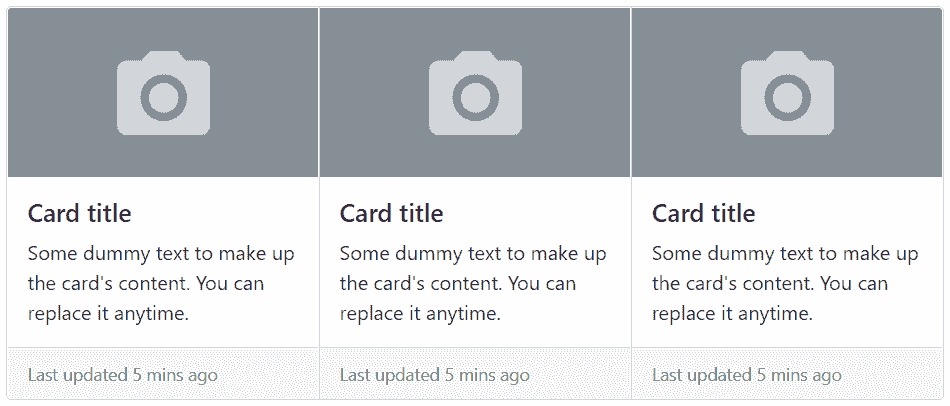 Card title
Some dummy text to make up
the card's content. You can
replace it anytime.
Last updated 5 mins ago
Card title
Some dummy text to make up
the card's content. You can
replace it anytime.
Last updated 5 mins ago
Card title
Some dummy text to make up
the card's content. You can
replace it anytime.
Last updated 5 mins ago